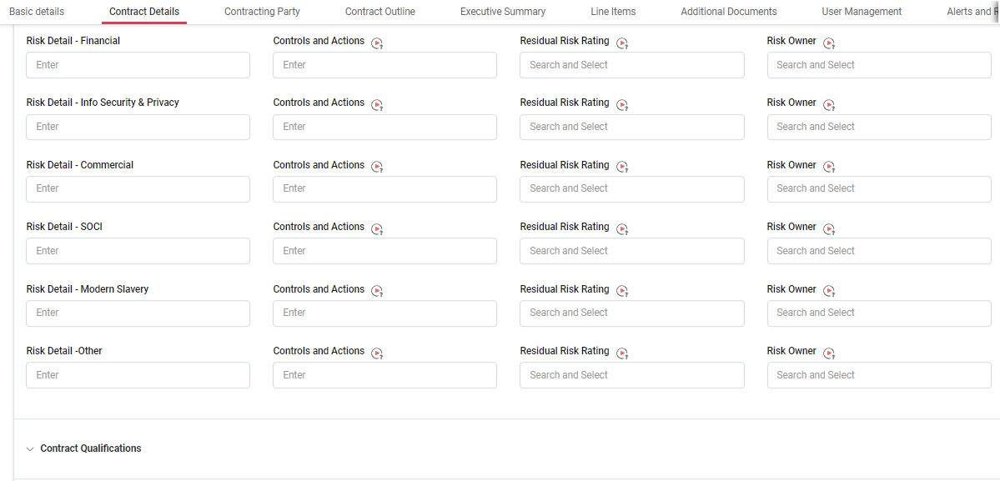 Basic details Contract Details Contracting Party Contract Outline Executive Summary Line Items Additional Documents User Management Alerts and
Risk Detail - Financial Controls and Actions Residual Risk Rating Risk Owner
Enter Enter Search and Select Search and Select
Risk Detail - Info Security & Privacy Controls and Actions Residual Risk Rating Risk Owner
Enter Enter Search and Select Search and Select
Risk Detail - Commercial Controls and Actions Residual Risk Rating Risk Owner
Enter Enter Search and Select Search and Select
Risk Detail - SOCI Controls and Actions Residual Risk Rating Risk Owner
Enter Enter Search and Select Search and Select
Risk Detail - Modern Slavery Controls and Actions Residual Risk Rating Risk Owner
Enter Enter Search and Select Search and Select
Risk Detail -Other Controls and Actions Residual Risk Rating Risk Owner
Enter Enter Search and Select Search and Select
Contract Qualifications